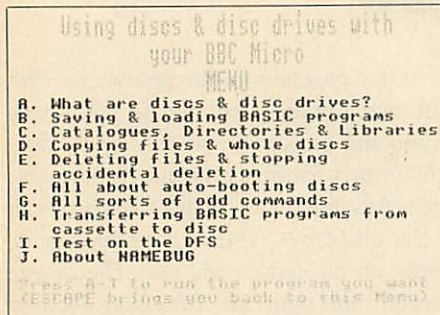 Using discs & disc drives with
your BBC Micro
MENU
A. What are discs & disc drives?
B. Saving & loading BASIC programs
C. Catalogues, Directories & Libraries
D. Copying files & whole discs
E. Deleting files & stopping
accidental deletion
F. All about auto-booting discs
G. All sorts of odd commands
H. Transferring BASIC programs from
cassette to disc
I. Test on the DFS
J. About NAMEBUG
Press A-J to run the program you want
(ESCAPE brings you back to this Menu)